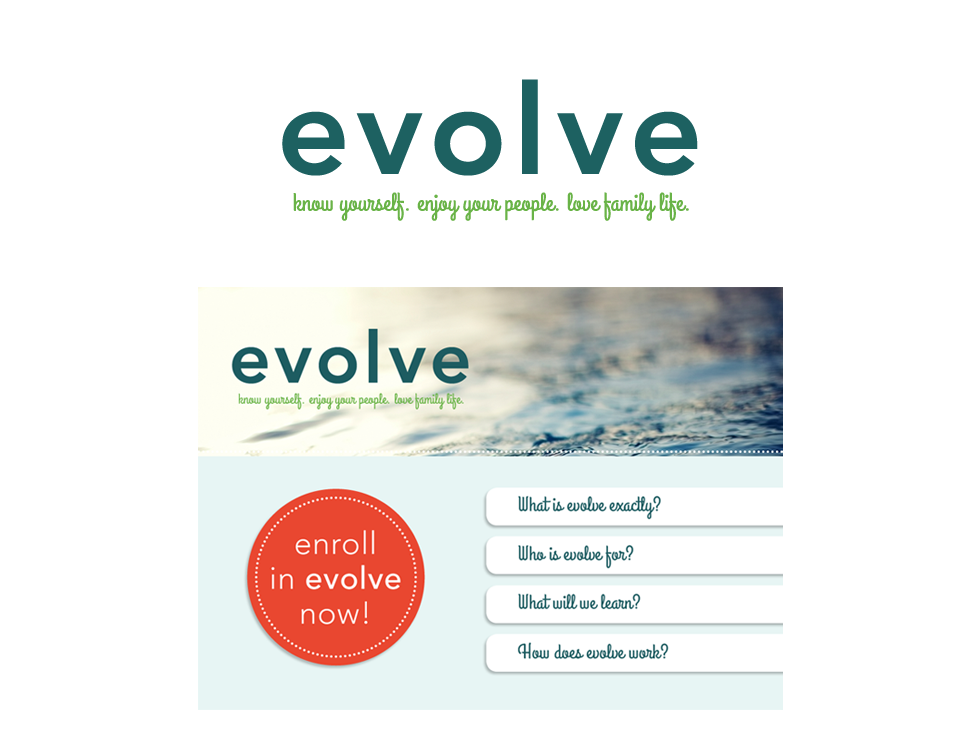 evolve
know yourself. enjoy your people. love family life.
evolve
know yourself. enjoy your people. love family life.
enroll
in evolve
now!
What is evolve exactly?
Who is evolve for?
What will we learn?
How does evolve work?